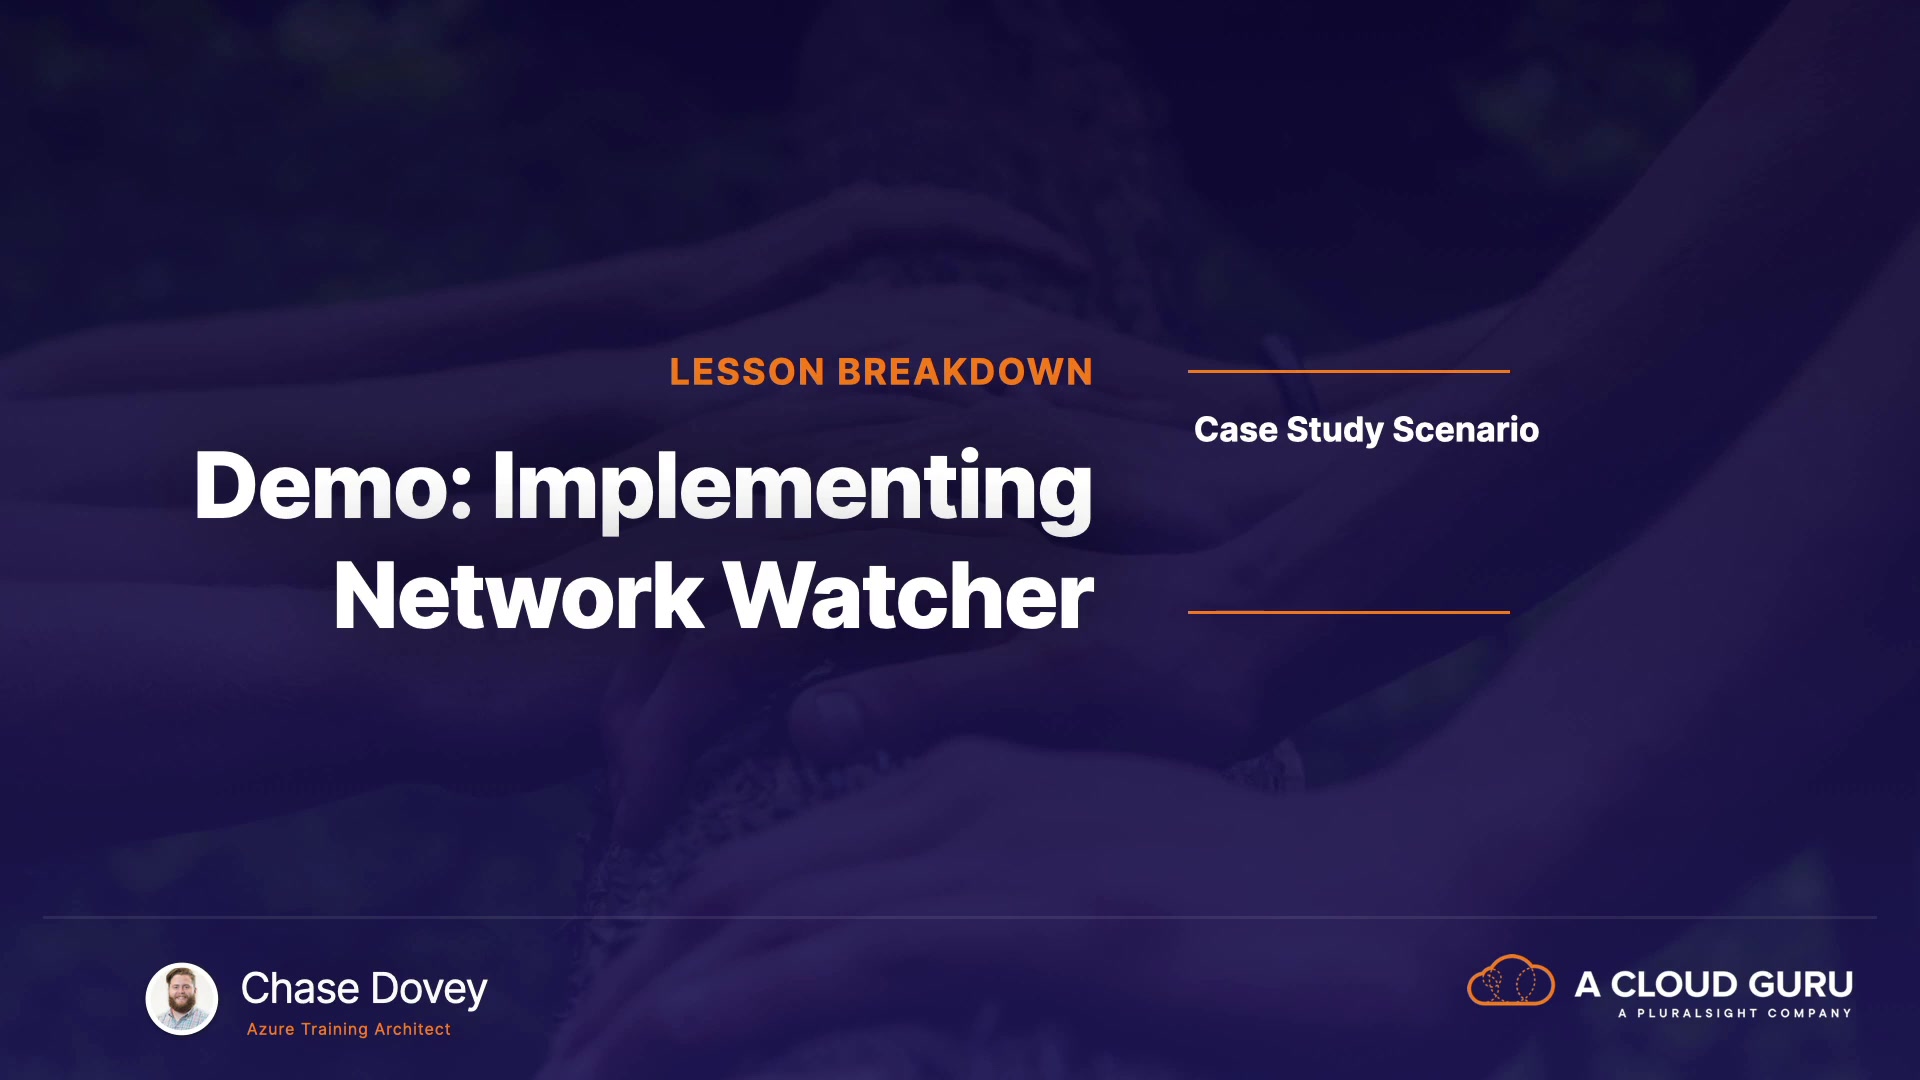 LESSON BREAKDOWN
Demo: Implementing
Network Watcher
Case Study Scenario
Chase Dovey
Azure Training Architect
A CLOUD GURU
A PLURALSIGHT COMPANY